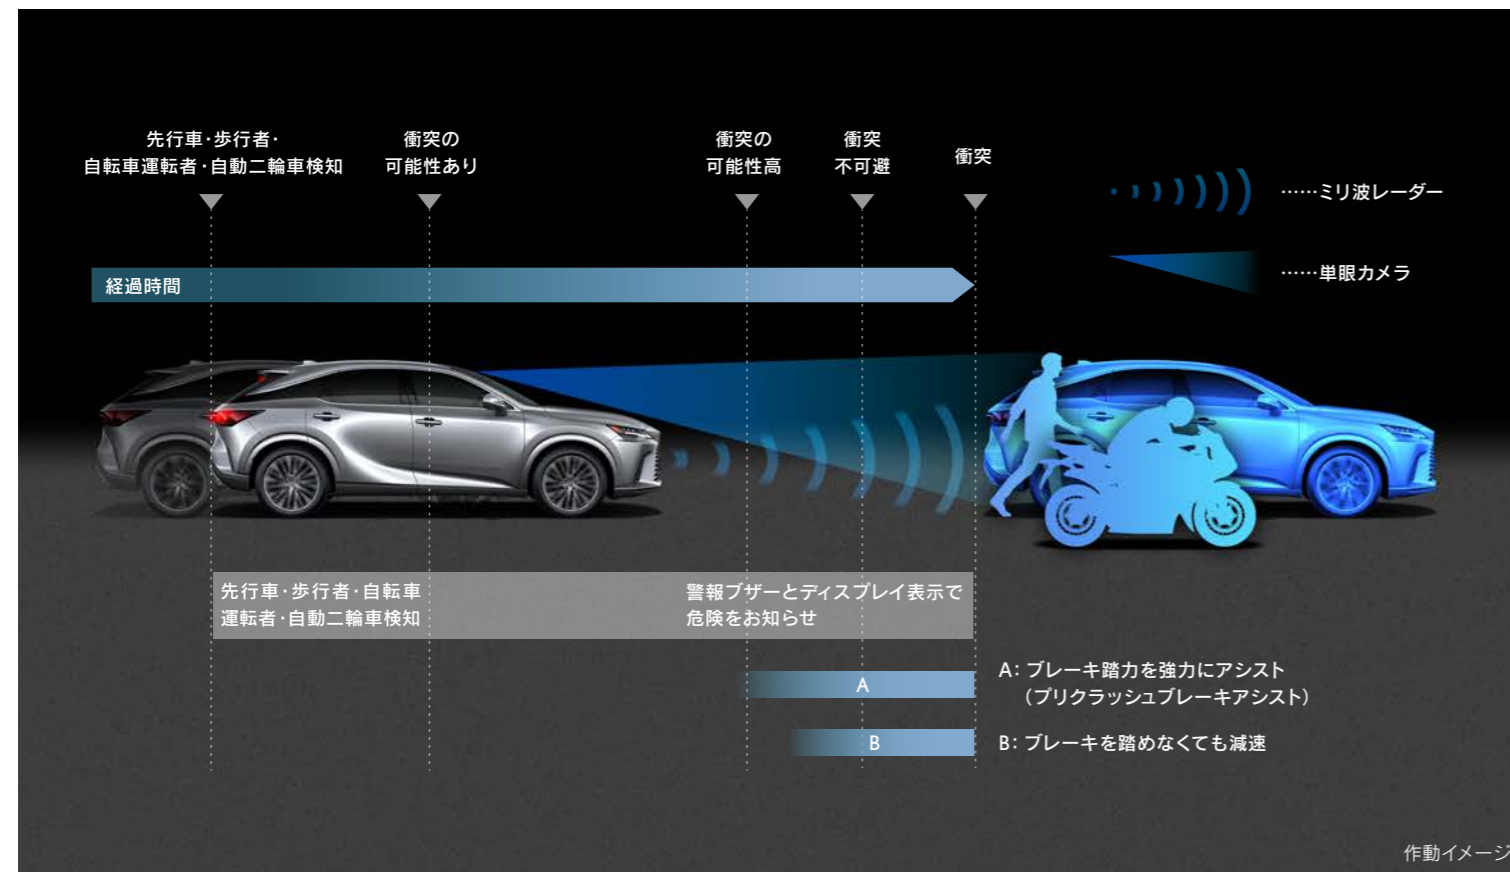 先行車・歩行者・
自転車運転者・自動二輪車検知
衝突の
可能性あり
衝突の
可能性高
衝突
不可避
衝突
……ミリ波レーダー
経過時間
……単眼カメラ
先行車・歩行者・自転車
運転者・自動二輪車検知
警報ブザーとディスプレイ表示で
危険をお知らせ
A
A：ブレーキ踏力を強力にアシスト
（プリクラッシュブレーキアシスト）
B
B：ブレーキを踏めなくても減速
作動イメージ